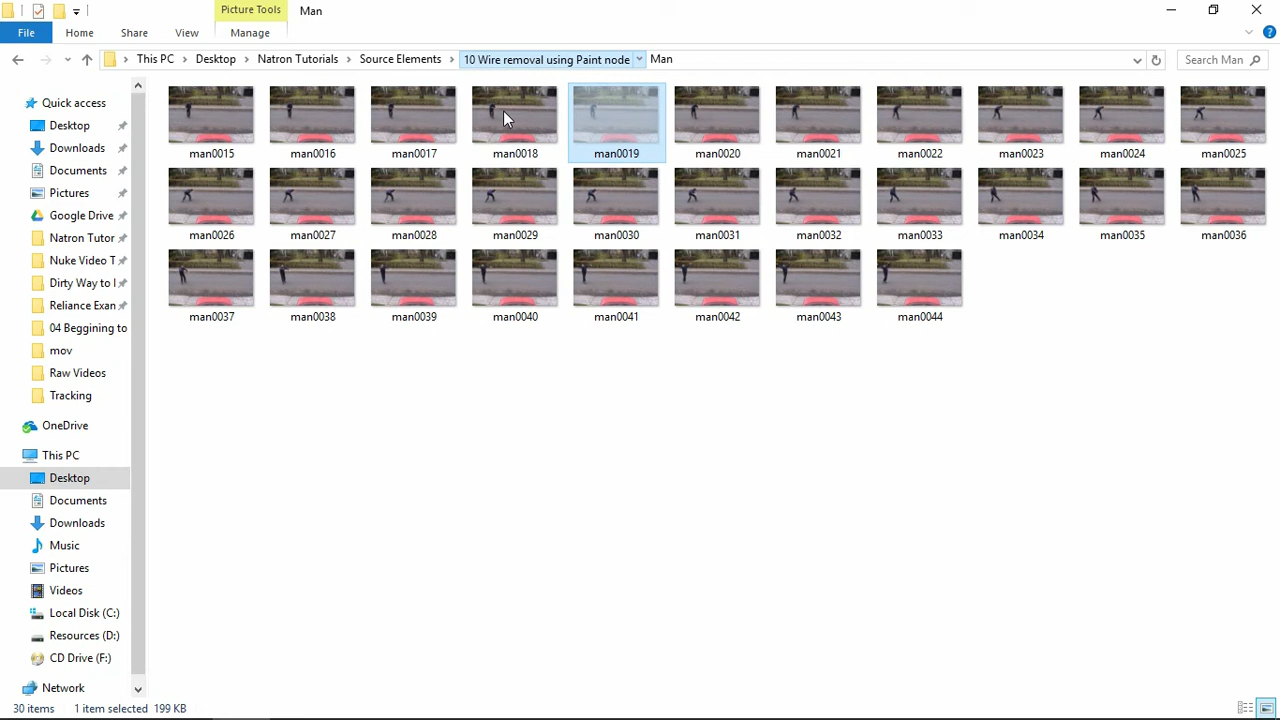 Picture Tools
Man
File
Home
Share
View
Manage
This PC
Desktop
Natron Tutorials
Source Elements
10 Wire removal using Paint node
Man
Search Man
Quick access
Desktop
Downloads
Documents
Pictures
Google Drive
Natron Tutor
Nuke Video T
Dirty Way to I
Reliance Exan
04 Beggining to
mov
Raw Videos
Tracking
OneDrive
This PC
Desktop
Documents
Downloads
Music
Pictures
Videos
Local Disk (C:)
Resources (D:)
CD Drive (F:)
Network
man0015 man0016 man0017 man0018 man0019 man0020 man0021 man0022 man0023 man0024 man0025
man0026 man0027 man0028 man0029 man0030 man0031 man0032 man0033 man0034 man0035 man0036
man0037 man0038 man0039 man0040 man0041 man0042 man0043 man0044
30 items 1 item selected 199 KB